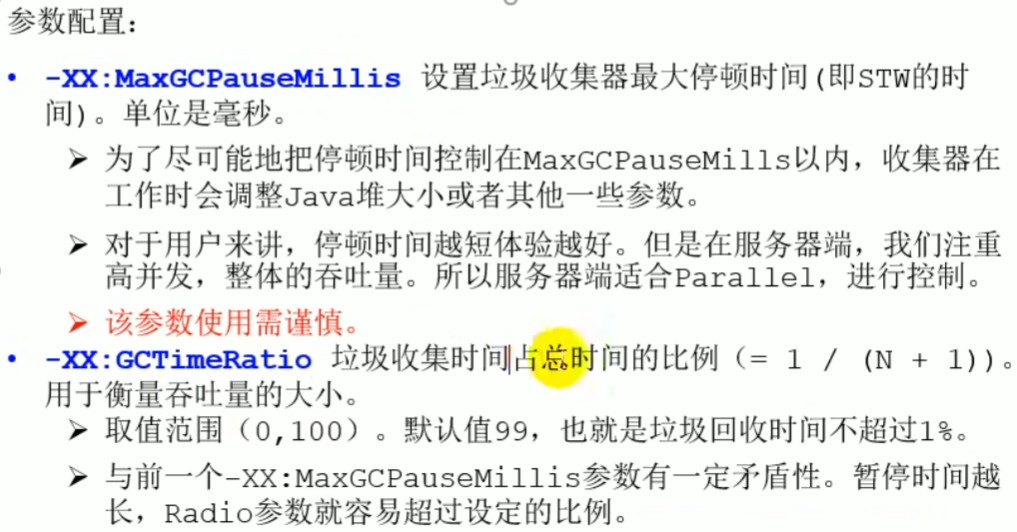 参数配置：
• -XX:MaxGCPauseMillis 设置垃圾收集器最大停顿时间(即STW的时
间)。单位是毫秒。
➢ 为了尽可能地把停顿时间控制在MaxGCPauseMills以内，收集器在
工作时会调整Java堆大小或者其他一些参数。
➢ 对于用户来讲，停顿时间越短体验越好。但是在服务器端，我们注重
高并发，整体的吞吐量。所以服务器端适合Parallel，进行控制。
➢ 该参数使用需谨慎。
• -XX:GCTimeRatio 垃圾收集时间占总时间的比例（= 1 / (N + 1)）。
用于衡量吞吐量的大小。
➢ 取值范围（0,100）。默认值99，也就是垃圾回收时间不超过1%。
➢ 与前一个-XX:MaxGCPauseMillis参数有一定矛盾性。暂停时间越
长，Radio参数就容易超过设定的比例。